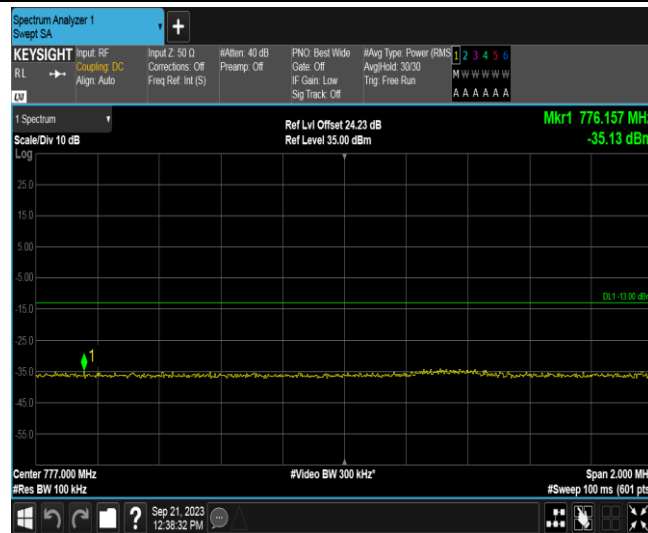 Spectrum Analyzer 1
Swept SA
KEYSIGHT
RL
LXI
Input: RF
Coupling: DC
Align: Auto
Input Z: 50 Ω
Corrections: Off
Freq Ref: Int (S)
#Atten: 40 dB
Preamp: Off
PNO: Best Wide
Gate: Off
IF Gain: Low
Sig Track: Off
#Avg Type: Power (RMS
Avg|Hold: 30/30
Trig: Free Run
1 2 3 4 5 6
M W W W W W
A A A A A A
1 Spectrum
Scale/Div 10 dB
Log
Ref Lvl Offset 24.23 dB
Ref Level 35.00 dBm
Mkr1 776.157 MHz
-35.13 dBm
25.0
15.0
5.00
-5.00
DL1 -13.00 dBm
-15.0
-25.0
1
-35.0
-45.0
-55.0
Center 777.000 MHz
#Res BW 100 kHz
#Video BW 300 kHz*
Span 2.000 MH
#Sweep 100 ms (601 pts
?
Sep 21, 2023
12:38:32 PM